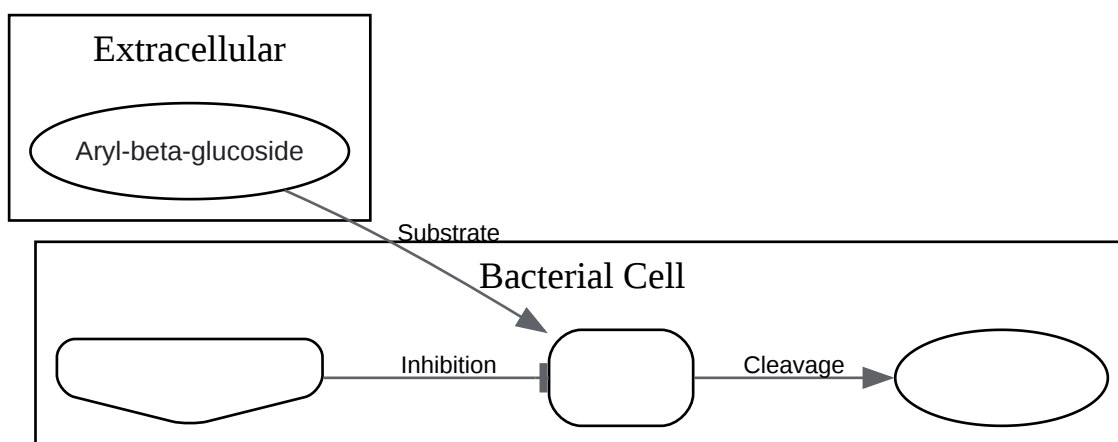 Extracellular
Aryl-beta-glucoside
Substrate
Bacterial Cell
Inhibition
Cleavage